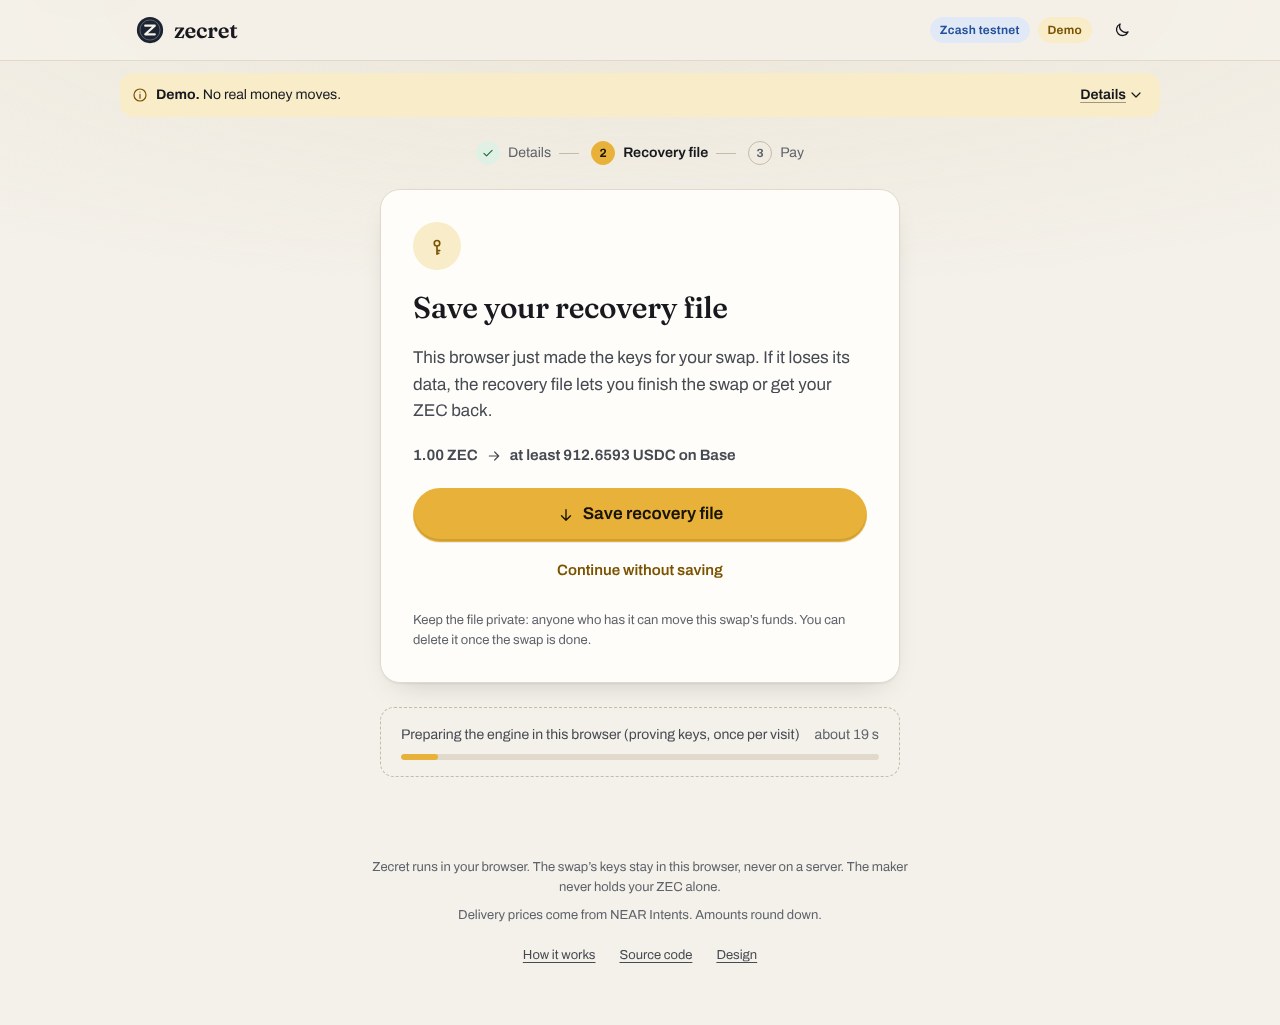 zecret
Zcash testnet
Demo
Demo. No real money moves.
Details
Details
2
Recovery file
3
Pay
Save your recovery file
This browser just made the keys for your swap. If it loses its
data, the recovery file lets you finish the swap or get your
ZEC back.
1.00 ZEC → at least 912.6593 USDC on Base
Save recovery file
Continue without saving
Keep the file private: anyone who has it can move this swap’s funds. You can
delete it once the swap is done.
Preparing the engine in this browser (proving keys, once per visit)
about 19 s
Zecret runs in your browser. The swap’s keys stay in this browser, never on a server. The maker
never holds your ZEC alone.
Delivery prices come from NEAR Intents. Amounts round down.
How it works
Source code
Design